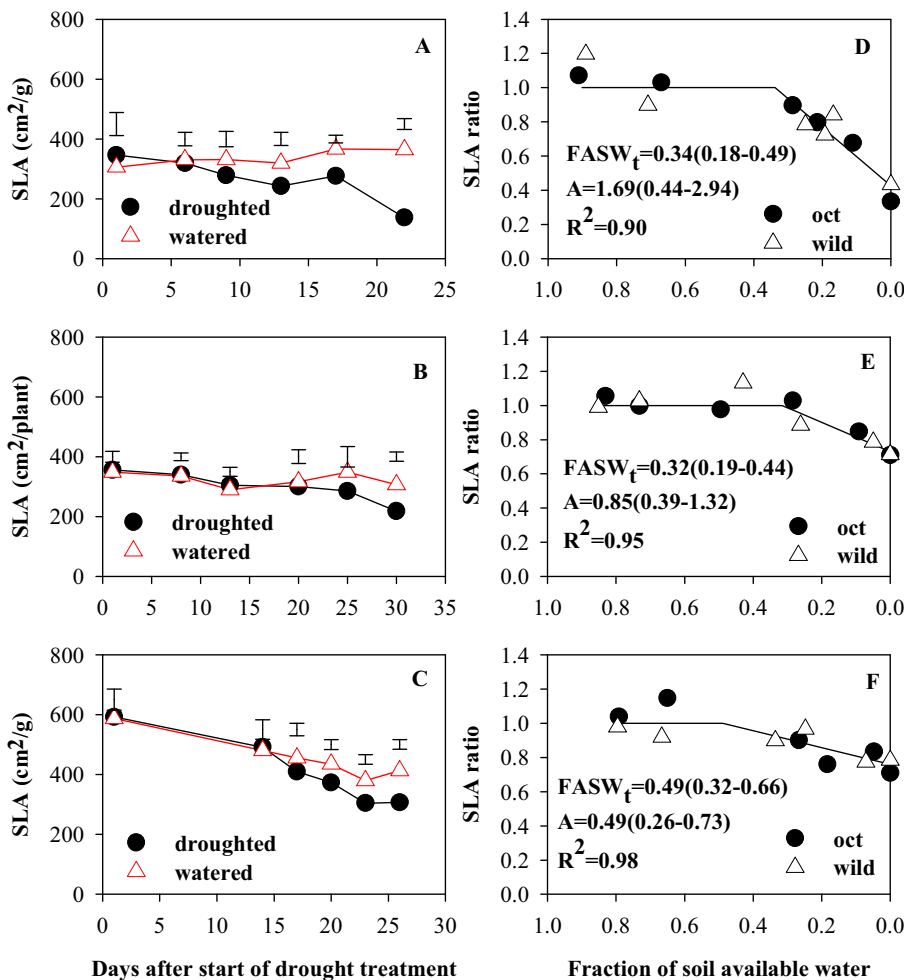 800
A
600
400
200
0
SLA (cm2/g)
droughted
watered
0 5 10 15 20 25
1.4
D
1.2
1.0
0.8
0.6
0.4
0.2
0.0
SLA ratio
FASWt=0.34(0.18-0.49)
A=1.69(0.44-2.94)
R2=0.90
oct
wild
1.0 0.8 0.6 0.4 0.2 0.0
800
B
600
400
200
0
SLA (cm2/plant)
droughted
watered
0 5 10 15 20 25 30 35
1.4
E
1.2
1.0
0.8
0.6
0.4
0.2
0.0
SLA ratio
FASWt=0.32(0.19-0.44)
A=0.85(0.39-1.32)
R2=0.95
oct
wild
1.0 0.8 0.6 0.4 0.2 0.0
800
C
600
400
200
0
SLA (cm2/g)
droughted
watered
0 5 10 15 20 25 30
Days after start of drought treatment
1.4
F
1.2
1.0
0.8
0.6
0.4
0.2
0.0
SLA ratio
FASWt=0.49(0.32-0.66)
A=0.49(0.26-0.73)
R2=0.98
oct
wild
1.0 0.8 0.6 0.4 0.2 0.0
Fraction of soil available water